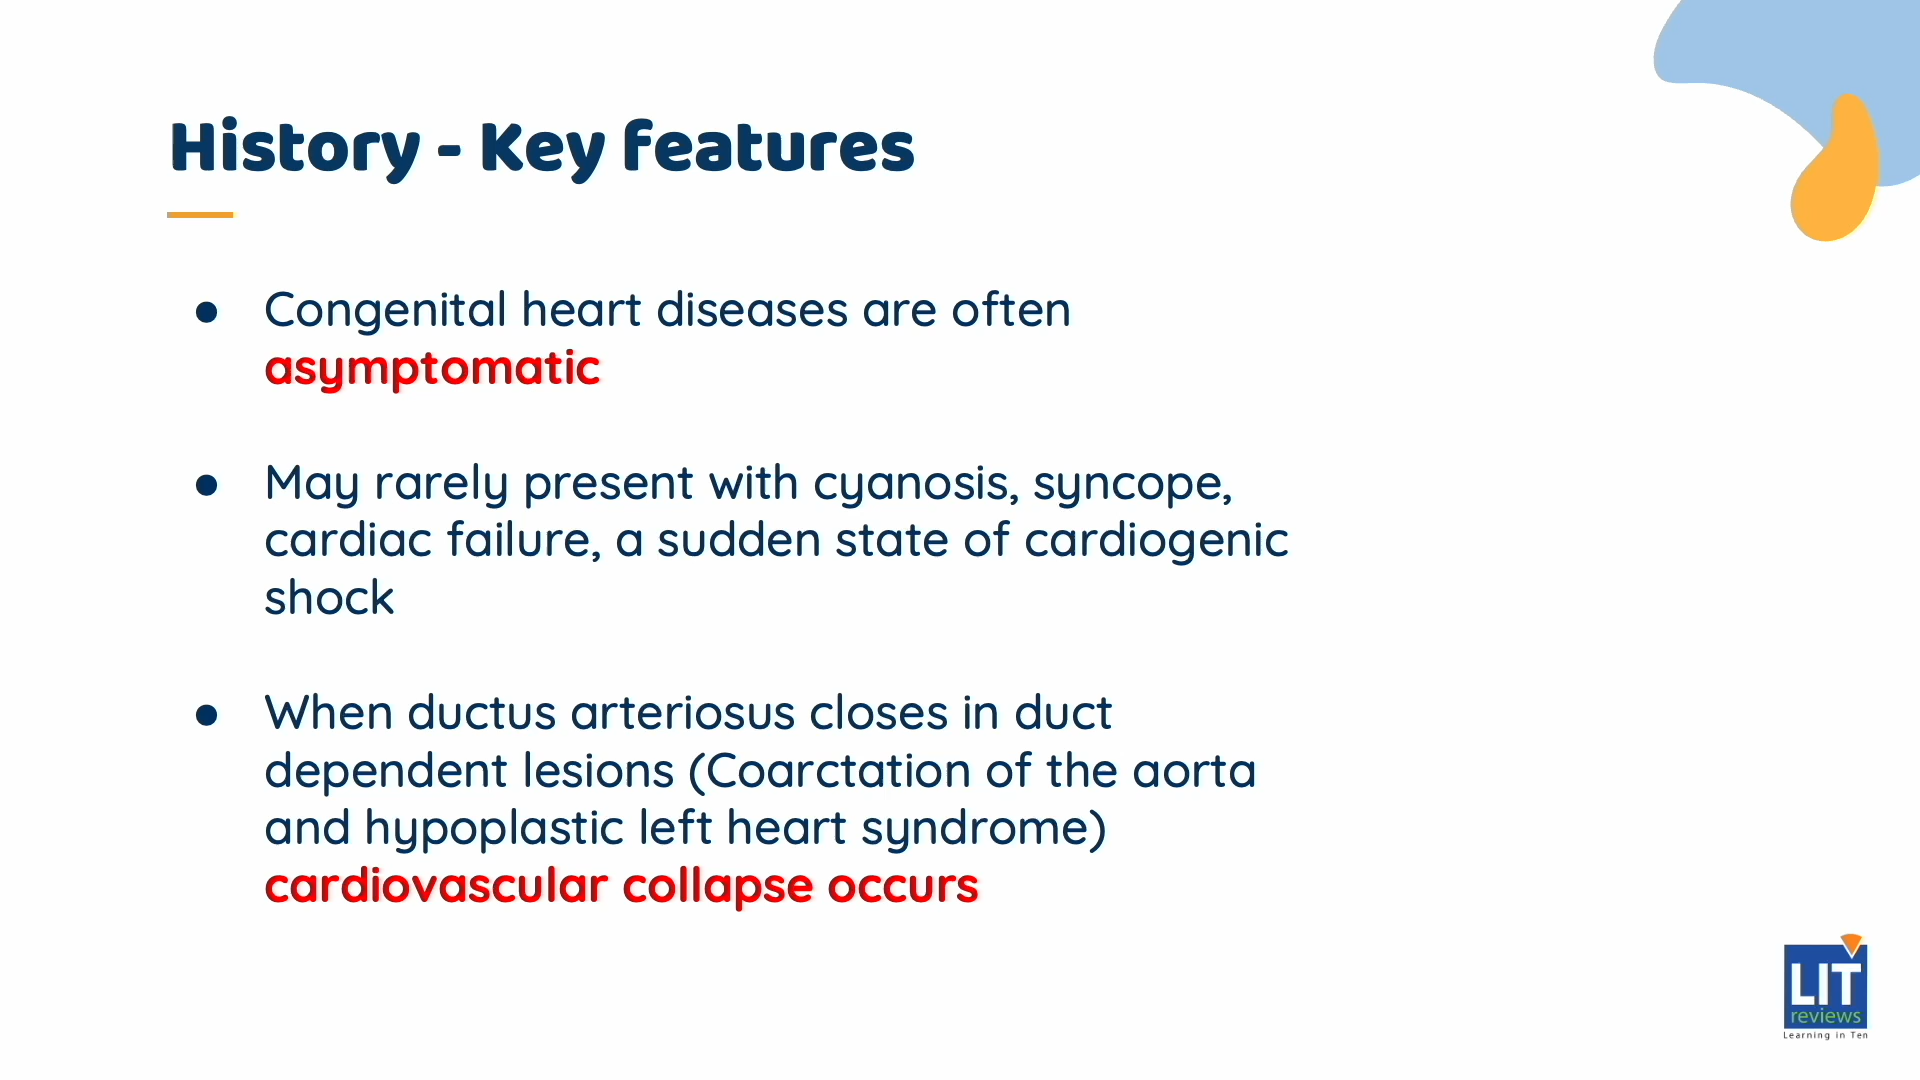 History - Key features
● Congenital heart diseases are often
asymptomatic
● May rarely present with cyanosis, syncope,
cardiac failure, a sudden state of cardiogenic
shock
● When ductus arteriosus closes in duct
dependent lesions (Coarctation of the aorta
and hypoplastic left heart syndrome)
cardiovascular collapse occurs
LIT
reviews
Learning in Ten